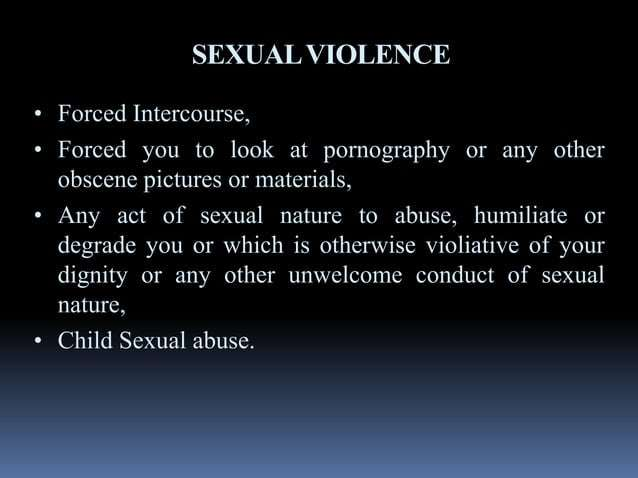 SEXUAL VIOLENCE
• Forced Intercourse,
• Forced you to look at pornography or any other
obscene pictures or materials,
• Any act of sexual nature to abuse, humiliate or
degrade you or which is otherwise violiative of your
dignity or any other unwelcome conduct of sexual
nature,
• Child Sexual abuse.